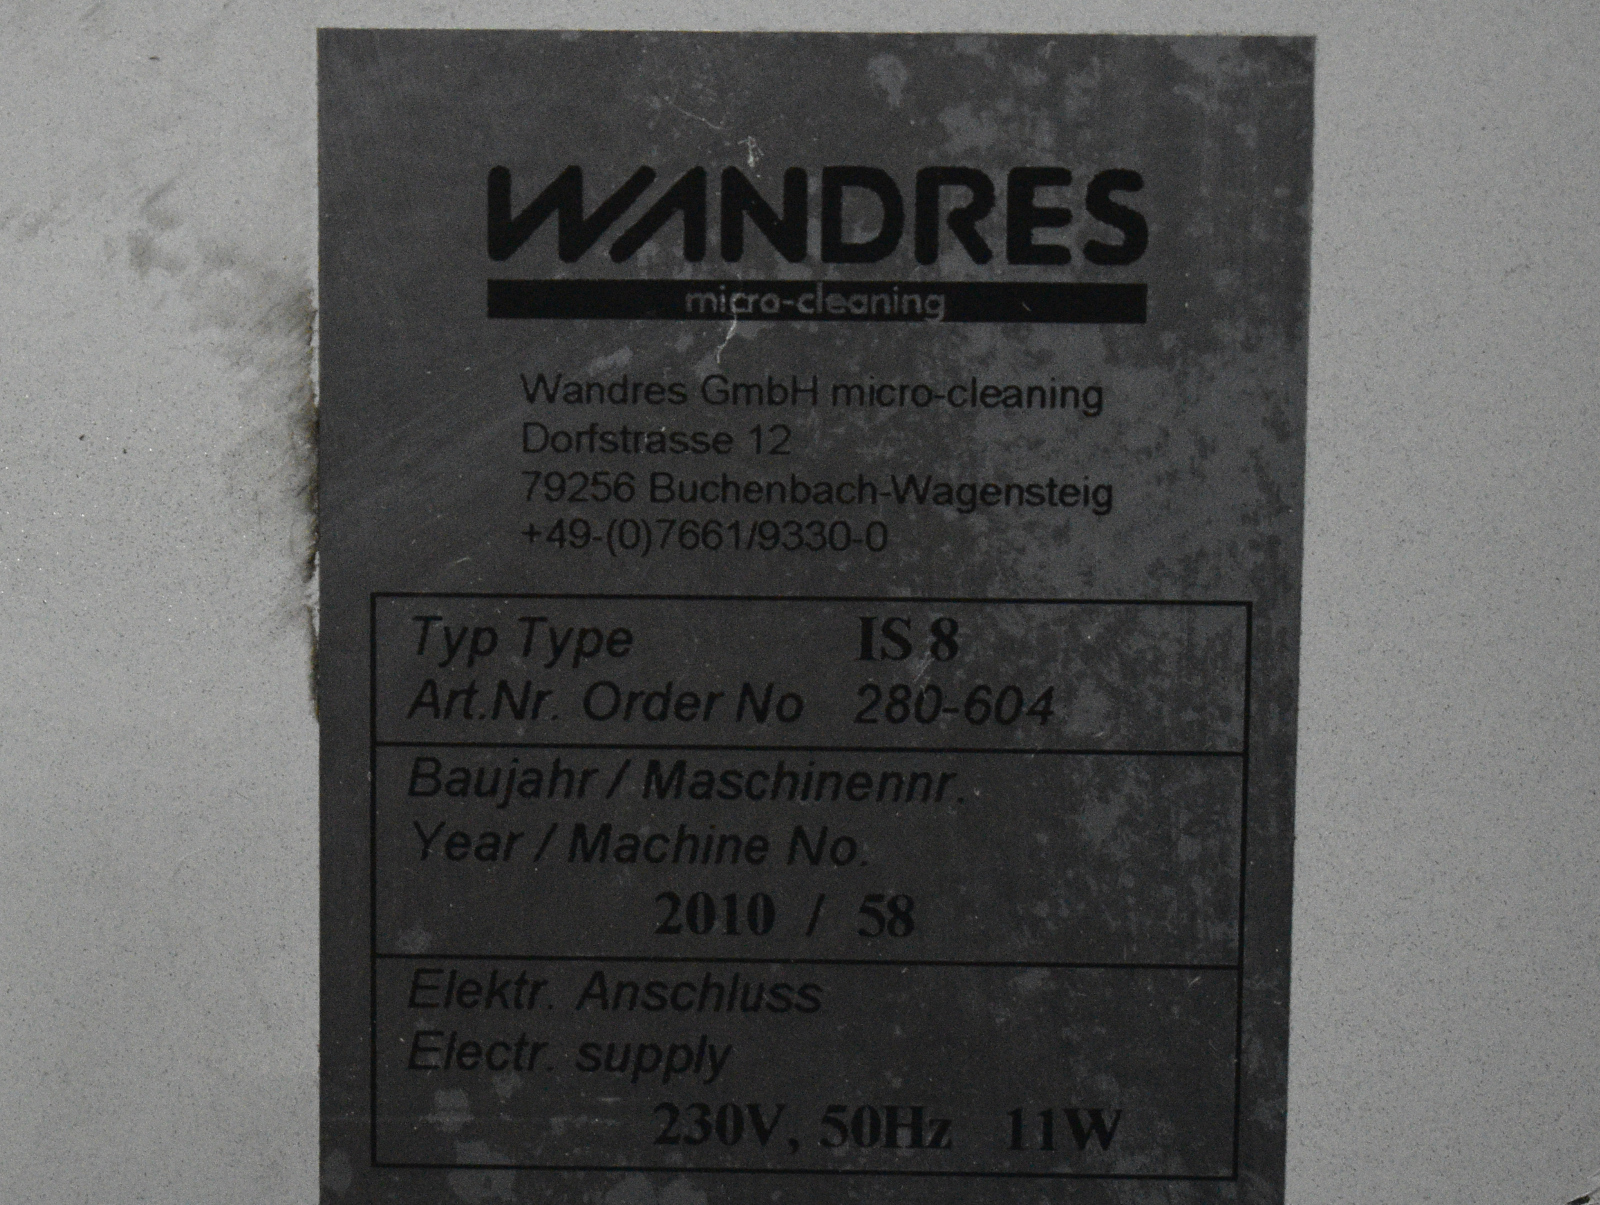 WANDRES
micro-cleaning
Wandres GmbH micro-cleaning
Dorfstrasse 12
79256 Buchenbach-Wagensteig
+49-(0)7661/9330-0
Typ Type IS 8
Art.Nr. Order No 280-604
Baujahr / Maschinennr.
Year / Machine No.
2010 / 58
Elektr. Anschluss
Electr. supply
230V, 50Hz 11W